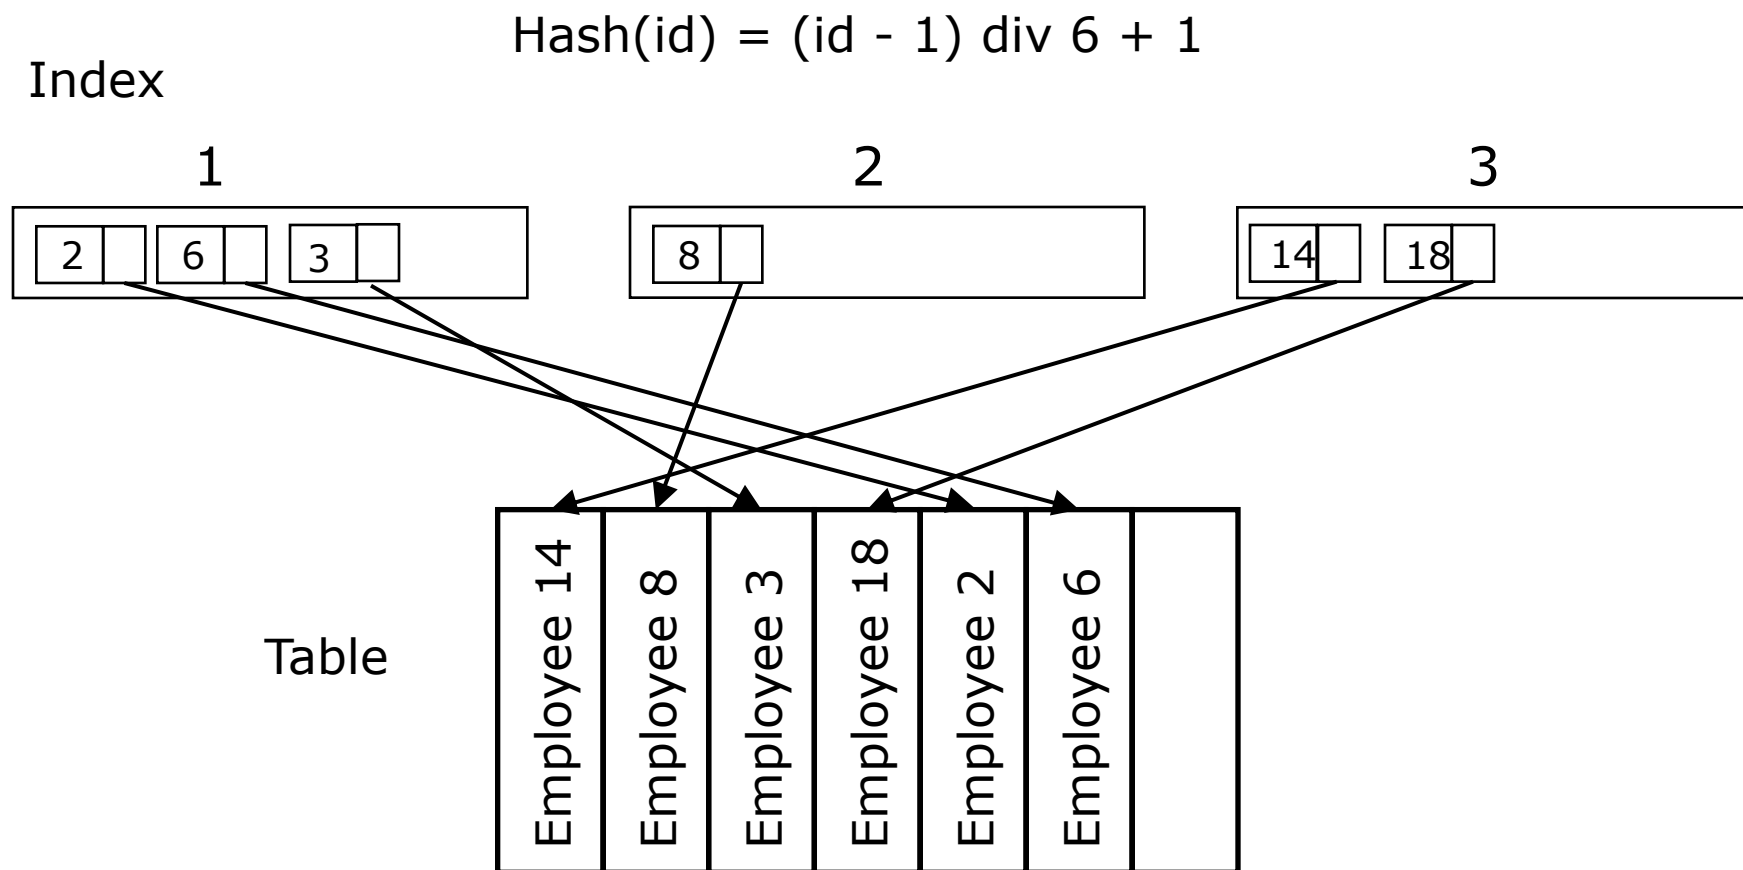 Hash(id) = (id - 1) div 6 + 1
Index
1 2 3
2 6 3 8 14 18
Table
Employee 14
Employee 8
Employee 3
Employee 18
Employee 2
Employee 6